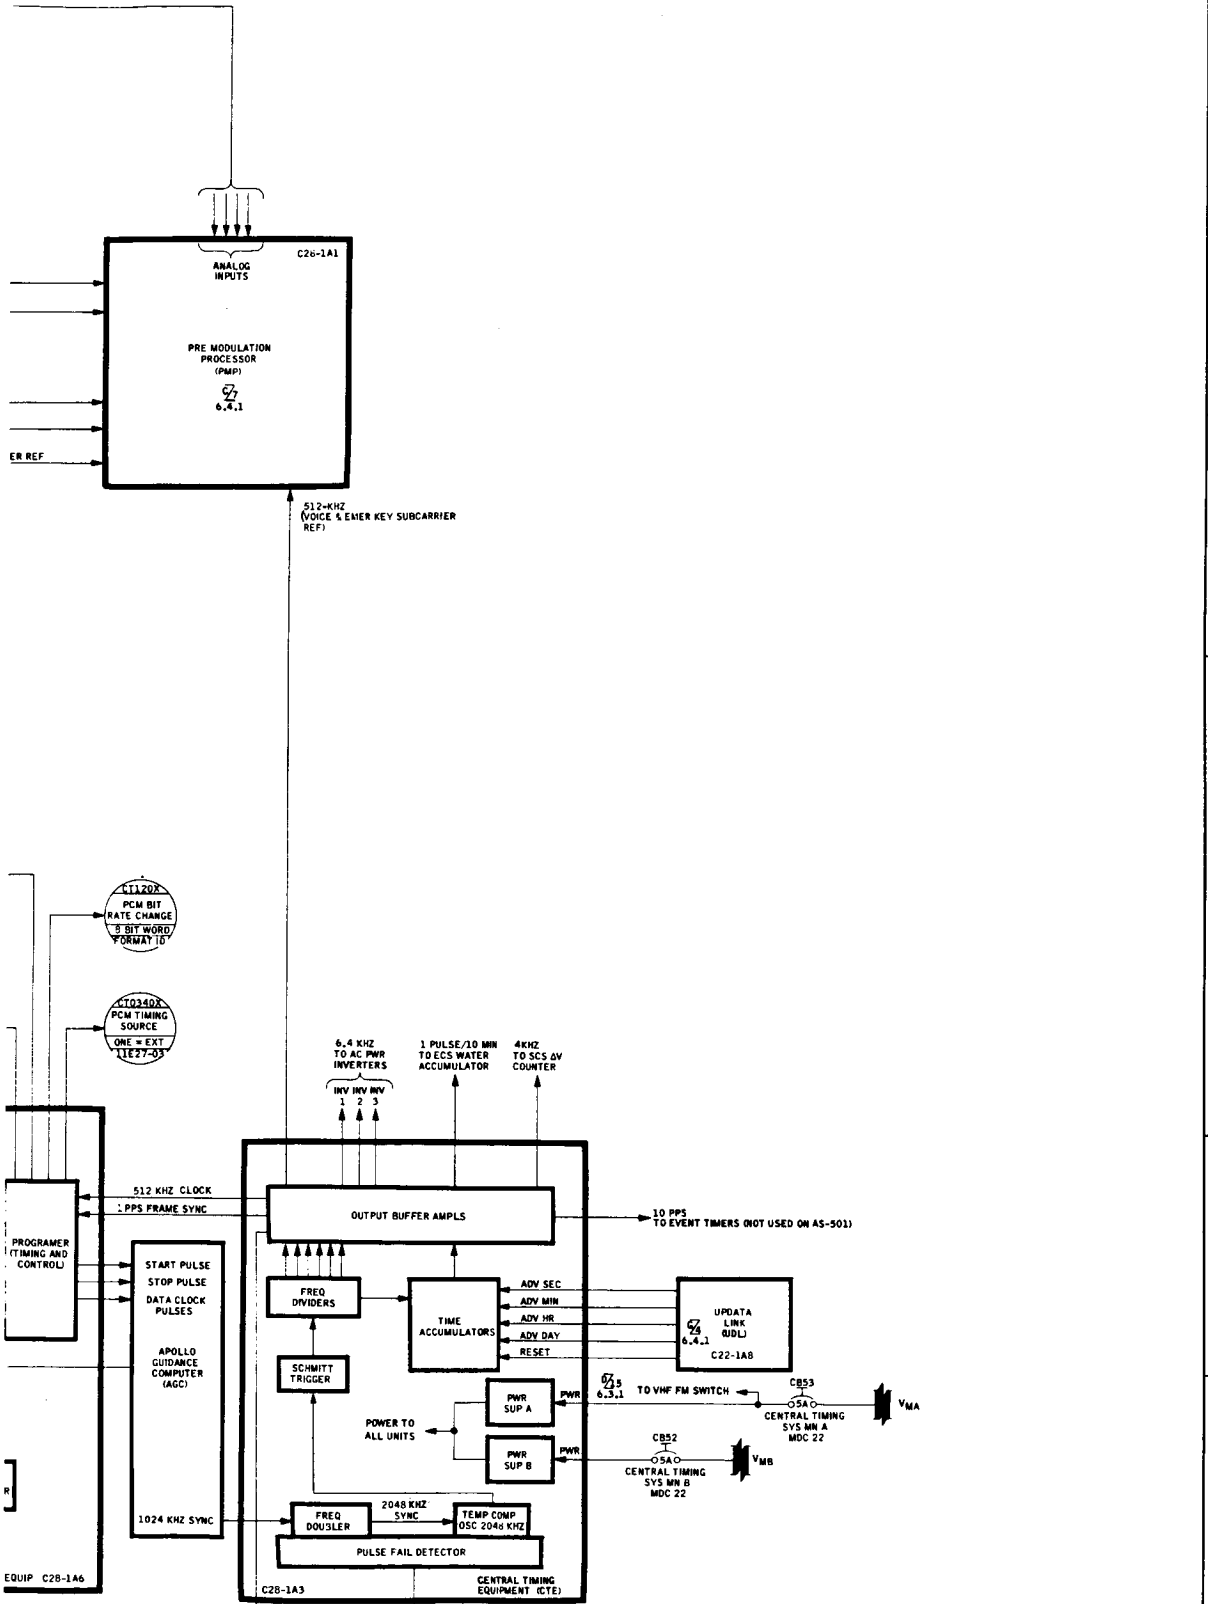 C28-1A1
ANALOG
INPUTS
PRE MODULATION
PROCESSOR
(PMP)
6.4.1
ER REF
512-KHZ
(VOICE & EMER KEY SUBCARRIER
REF)
CT120X
PCM BIT
RATE CHANGE
8 BIT WORD
FORMAT ID
CT0340X
PCM TIMING
SOURCE
ONE = EXT
11E27-03
6.4 KHZ
TO AC PWR
INVERTERS
INV INV INV
1 2 3
1 PULSE/10 MIN
TO ECS WATER
ACCUMULATOR
4KHZ
TO SCS ΔV
COUNTER
512 KHZ CLOCK
1 PPS FRAME SYNC
OUTPUT BUFFER AMPLS
10 PPS
TO EVENT TIMERS (NOT USED ON AS-501)
PROGRAMER
(TIMING AND
CONTROL)
START PULSE
STOP PULSE
DATA CLOCK
PULSES
APOLLO
GUIDANCE
COMPUTER
(AGC)
1024 KHZ SYNC
FREQ
DIVIDERS
TIME
ACCUMULATORS
ADV SEC
ADV MIN
ADV HR
ADV DAY
RESET
UPDATA
LINK
(UDL)
6.4.1
C22-1A8
SCHMITT
TRIGGER
PWR
SUP A
PWR
6.3.1
TO VHF FM SWITCH
CB53
5A
CENTRAL TIMING
SYS MN A
MDC 22
VMA
POWER TO
ALL UNITS
PWR
SUP B
PWR
CB52
5A
CENTRAL TIMING
SYS MN B
MDC 22
VMB
R
FREQ
DOUBLER
2048 KHZ
SYNC
TEMP COMP
OSC 2048 KHZ
PULSE FAIL DETECTOR
EQUIP C28-1A6
C28-1A3
CENTRAL TIMING
EQUIPMENT (CTE)